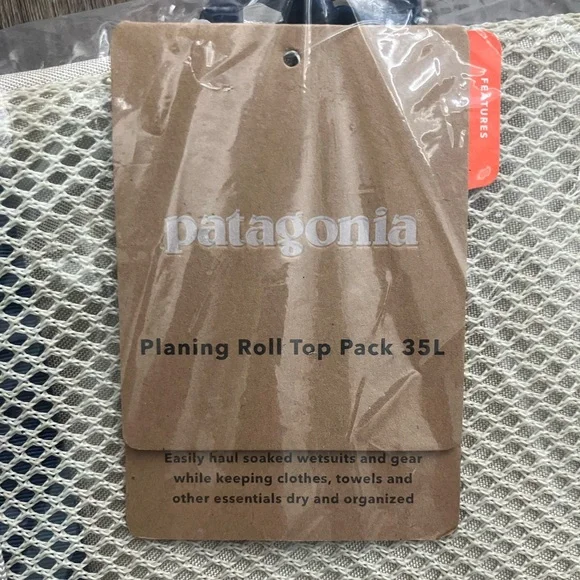 FEATURES
patagonia®
Planing Roll Top Pack 35L
Easily haul soaked wetsuits and gear
while keeping clothes, towels and
other essentials dry and organized